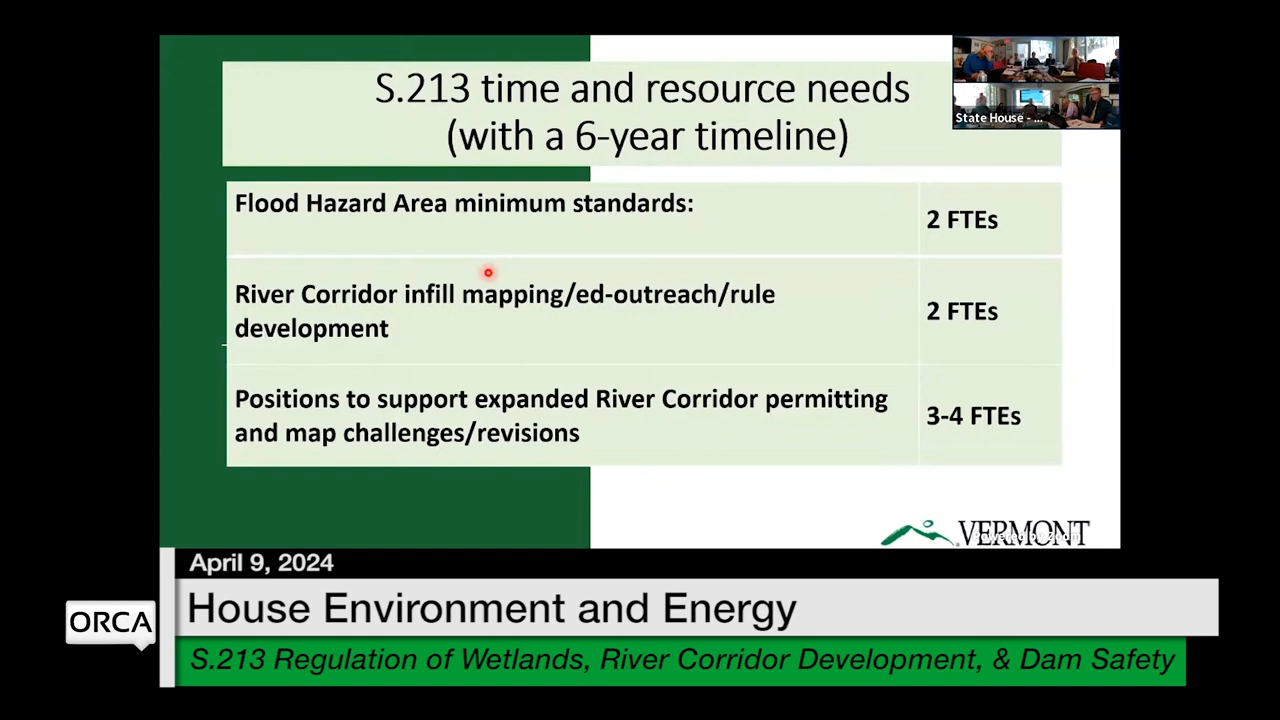 S.213 time and resource needs
(with a 6-year timeline)
State House - ...
Flood Hazard Area minimum standards:
2 FTEs
River Corridor infill mapping/ed-outreach/rule
development
2 FTEs
Positions to support expanded River Corridor permitting
and map challenges/revisions
3-4 FTEs
VERMONT
Powered by Zoom
April 9, 2024
House Environment and Energy
ORCA
S.213 Regulation of Wetlands, River Corridor Development, & Dam Safety